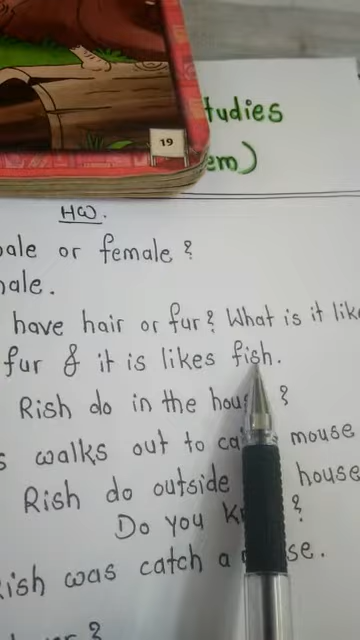 19
tudies
em)
HW.
ale or female?
ale.
have hair or fur? What is it like
fur & it is likes fish.
Rish do in the hou ?
s walks out to ca mouse
Rish do outside house
Do you k ?
ish was catch a se.
?